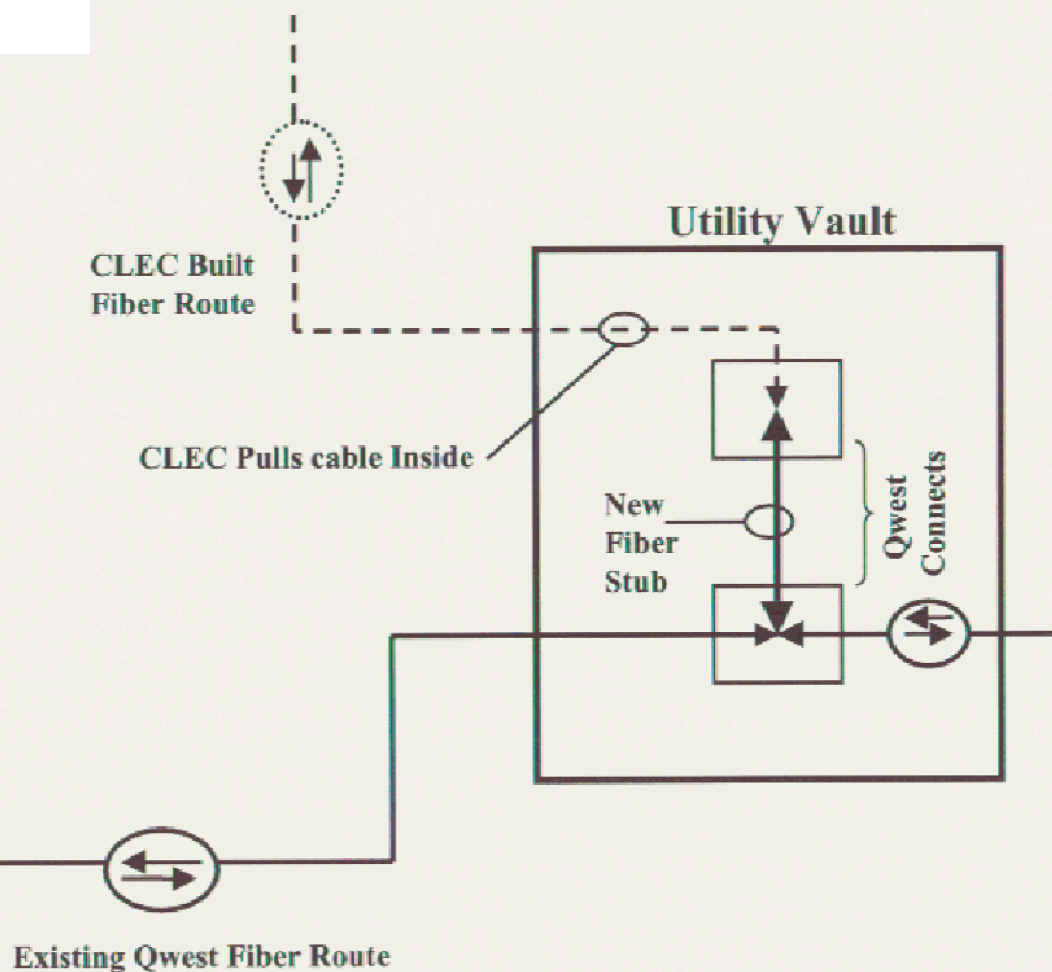 Utility Vault
CLEC Built
Fiber Route
CLEC Pulls cable Inside
New
Fiber
Stub
Qwest
Connects
Existing Qwest Fiber Route